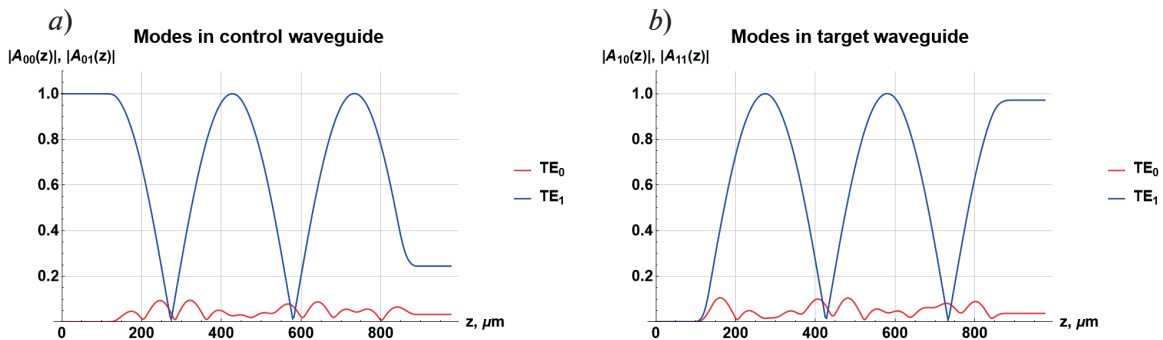 a)
Modes in control waveguide
|A₀₀(z)|, |A₀₁(z)|
1.0
0.8
0.6
0.4
0.2
0 200 400 600 800
z, μm
TE₀
TE₁
b)
Modes in target waveguide
|A₁₀(z)|, |A₁₁(z)|
1.0
0.8
0.6
0.4
0.2
0 200 400 600 800
z, μm
TE₀
TE₁